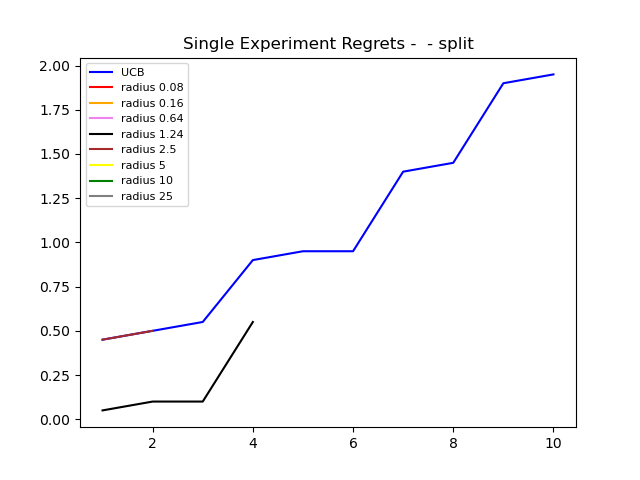 Single Experiment Regrets -  - split
2.00
1.75
1.50
1.25
1.00
0.75
0.50
0.25
0.00
UCB
radius 0.08
radius 0.16
radius 0.64
radius 1.24
radius 2.5
radius 5
radius 10
radius 25
2 4 6 8 10